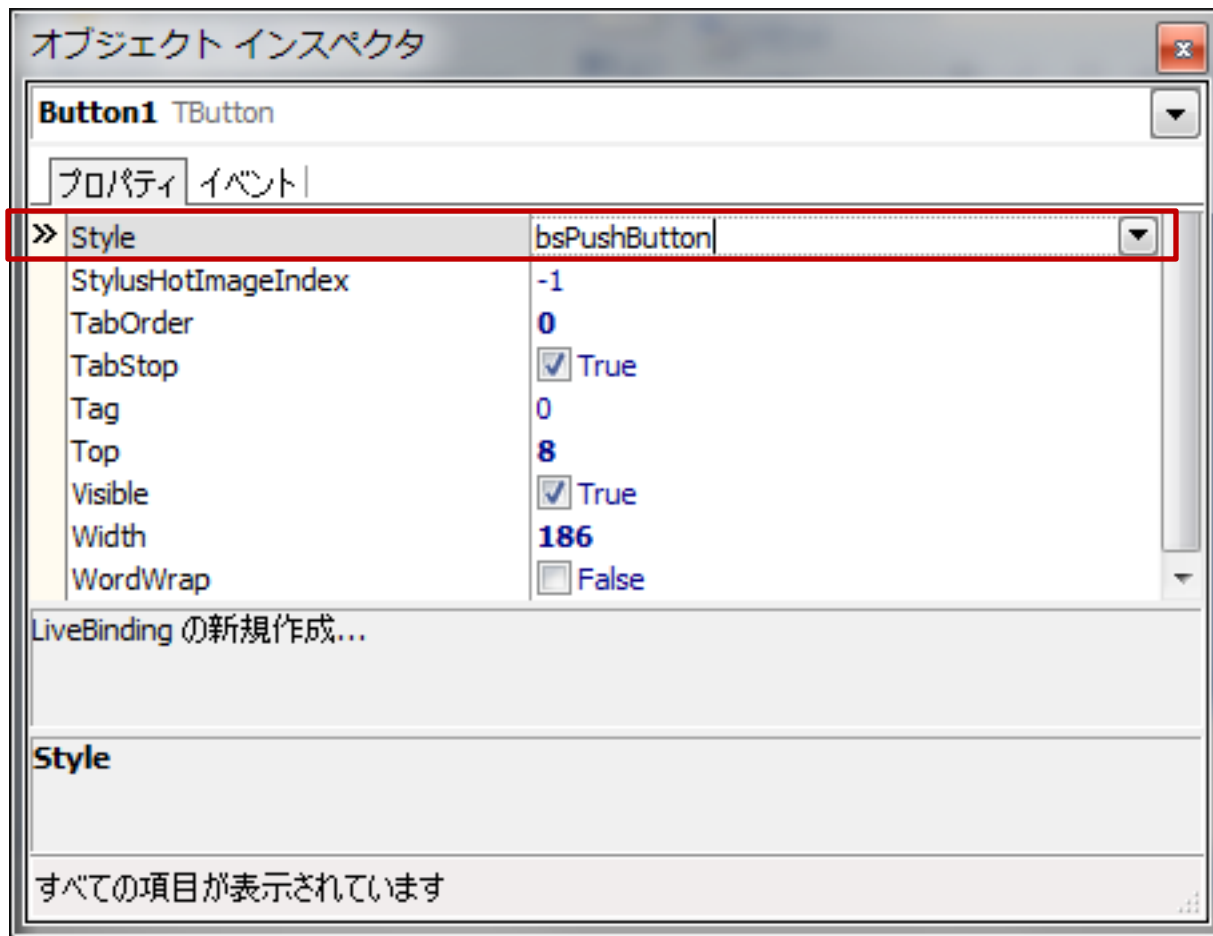 オブジェクト インスペクタ
Button1 TButton
プロパティ イベント
Style bsPushButton
StylusHotImageIndex -1
TabOrder 0
TabStop True
Tag 0
Top 8
Visible True
Width 186
WordWrap False
LiveBinding の新規作成...
Style
すべての項目が表示されています